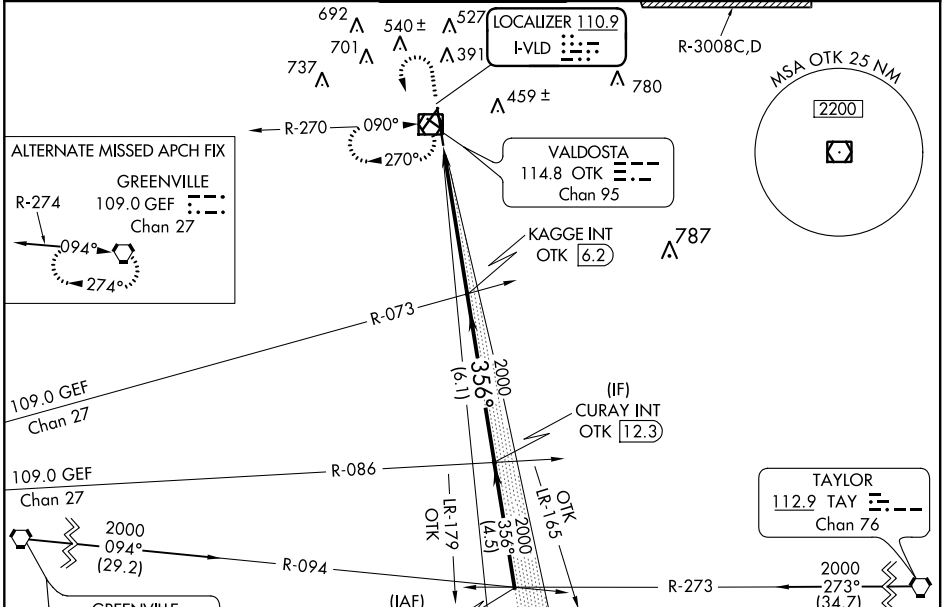 692
540 ±
527
701
391
737
LOCALIZER 110.9
I-VLD
R-3008C,D
780
459 ±
MSA OTK 25 NM
2200
R-270
090°
270°
VALDOSTA
114.8 OTK
Chan 95
ALTERNATE MISSED APCH FIX
GREENVILLE
109.0 GEF
Chan 27
R-274
094°
274°
KAGGE INT
OTK 6.2
787
R-073
109.0 GEF
Chan 27
2000
356°
(6.1)
(IF)
CURAY INT
OTK 12.3
109.0 GEF
Chan 27
R-086
LR-179
OTK
OTK
LR-165
2000
356°
(4.5)
TAYLOR
112.9 TAY
Chan 76
2000
094°
(29.2)
R-094
R-273
2000
273°
(34.7)
(IAF)
GREENVILLE